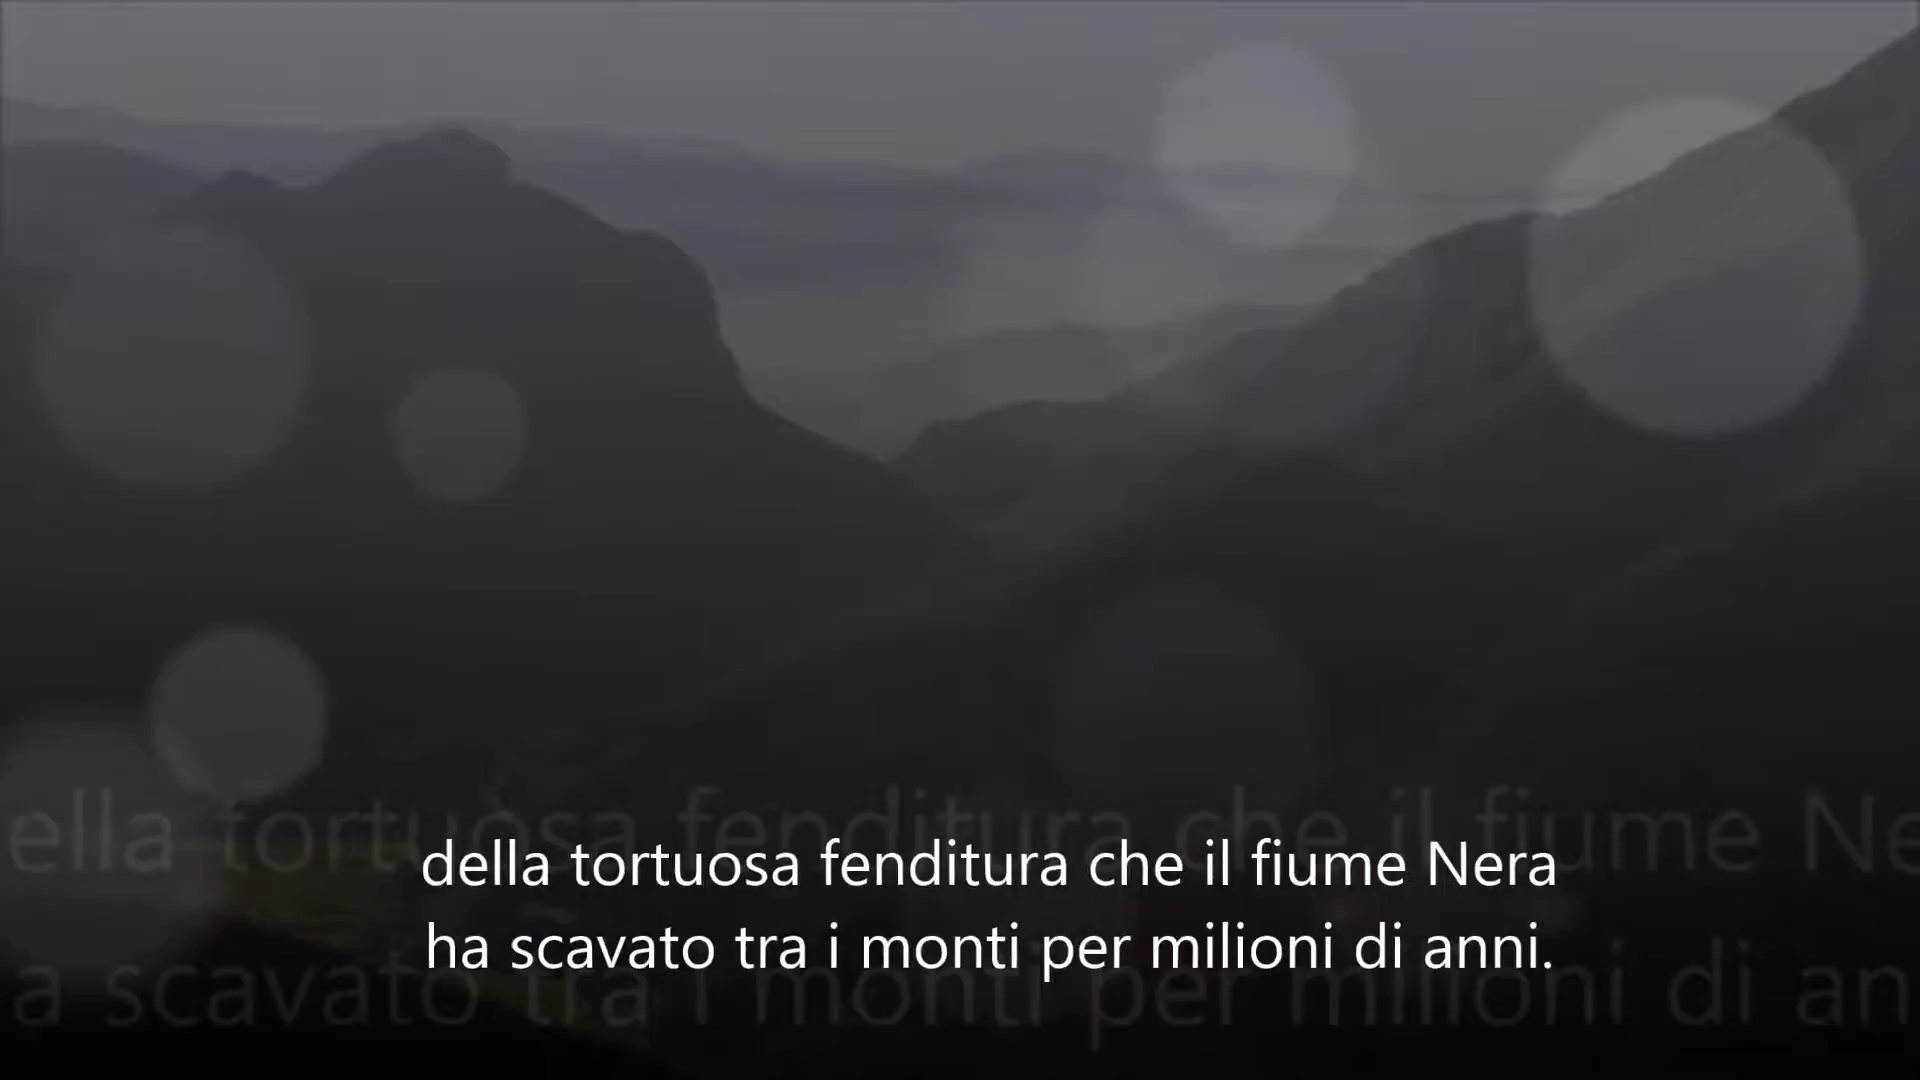 della tortuosa fenditura che il fiume Nera
ha scavato tra i monti per milioni di anni.